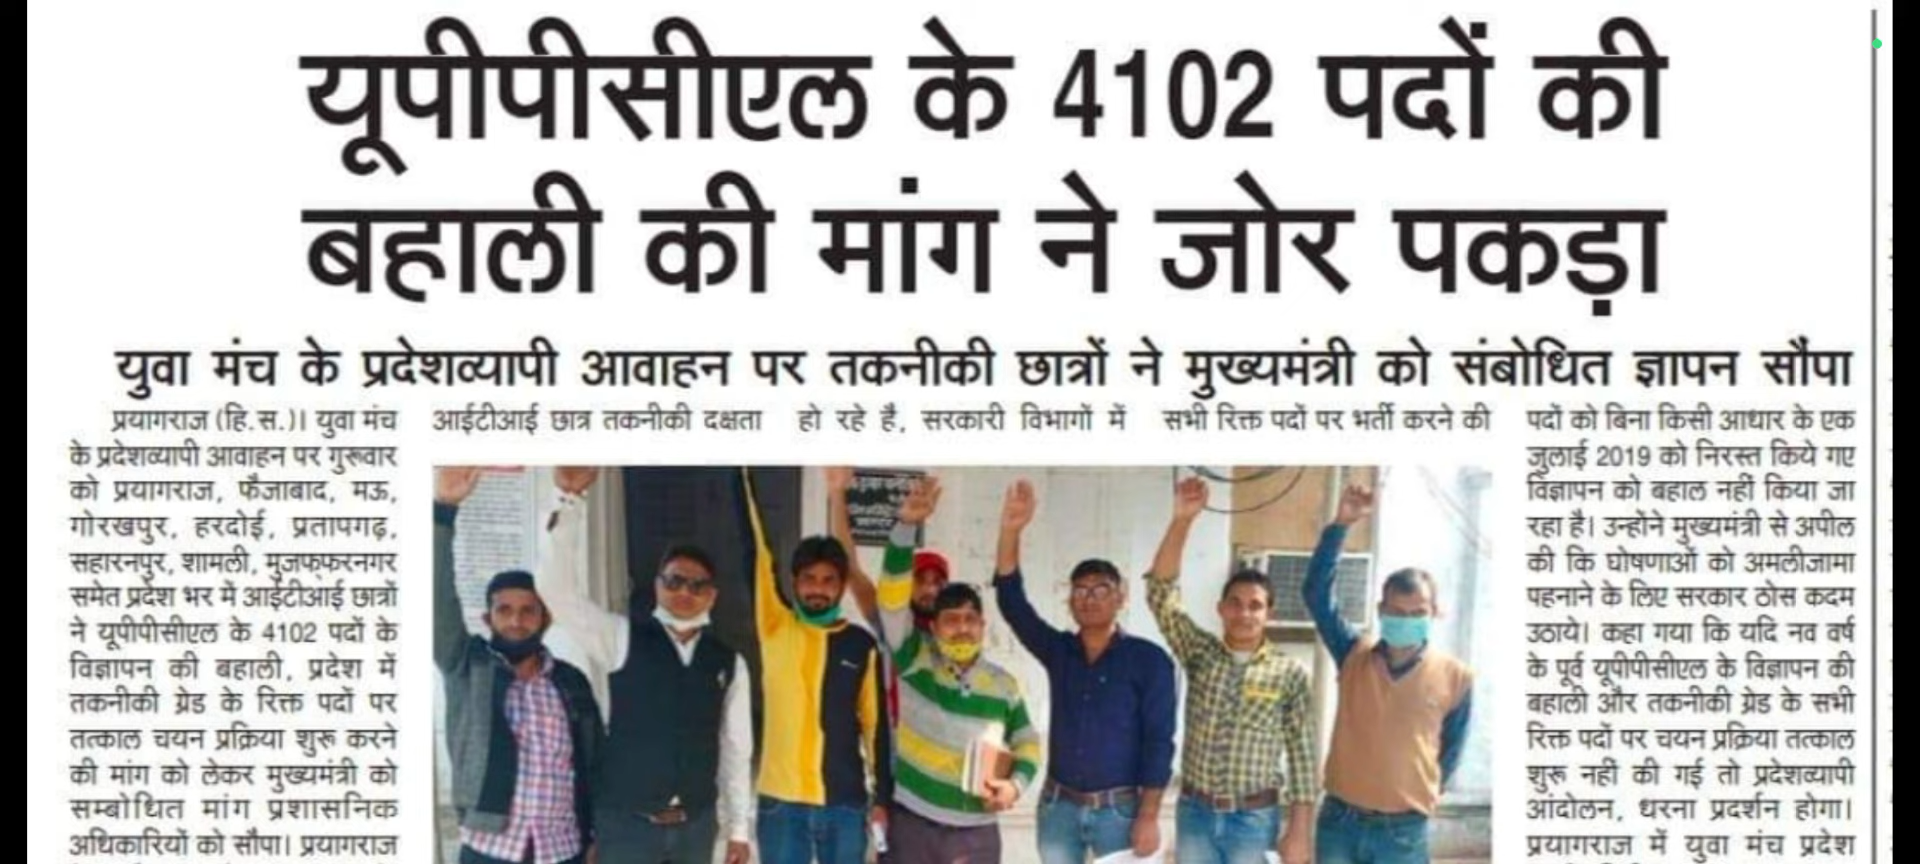 यूपीपीसीएल के 4102 पदों की
बहाली की मांग ने जोर पकड़ा
युवा मंच के प्रदेशव्यापी आवाहन पर तकनीकी छात्रों ने मुख्यमंत्री को संबोधित ज्ञापन सौपा
प्रयागराज (हि.स.)। युवा मंच
के प्रदेशव्यापी आवाहन पर गुरूवार
को प्रयागराज, फैजाबाद, मऊ,
गोरखपुर, हरदोई, प्रतापगढ़,
सहारनपुर, शामली, मुजफ्फरनगर
समेत प्रदेश भर में आईटीआई छात्रों
ने यूपीपीसीएल के 4102 पदों के
विज्ञापन की बहाली, प्रदेश में
तकनीकी ग्रेड के रिक्त पदों पर
तत्काल चयन प्रक्रिया शुरू करने
की मांग को लेकर मुख्यमंत्री को
सम्बोधित मांग प्रशासनिक
अधिकारियों को सौपा। प्रयागराज
आईटीआई छात्र तकनीकी दक्षता
हो रहे है, सरकारी विभागों में
सभी रिक्त पदों पर भर्ती करने की
पदों को बिना किसी आधार के एक
जुलाई 2019 को निरस्त किये गए
विज्ञापन को बहाल नहीं किया जा
रहा है। उन्होंने मुख्यमंत्री से अपील
की कि घोषणाओं को अमलीजामा
पहनाने के लिए सरकार ठोस कदम
उठाये। कहा गया कि यदि नव वर्ष
के पूर्व यूपीपीसीएल के विज्ञापन की
बहाली और तकनीकी ग्रेड के सभी
रिक्त पदों पर चयन प्रक्रिया तत्काल
शुरू नहीं की गई तो प्रदेशव्यापी
आंदोलन, धरना प्रदर्शन होगा।
प्रयागराज में युवा मंच प्रदेश